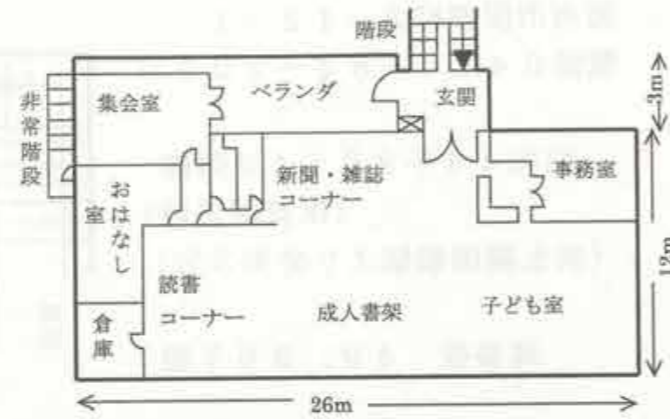 階段
非常階段
集会室
ベランダ
玄関
3m
おはなし
室
新聞・雑誌
コーナー
事務室
12m
読書
コーナー
成人書架
子ども室
倉庫
26m